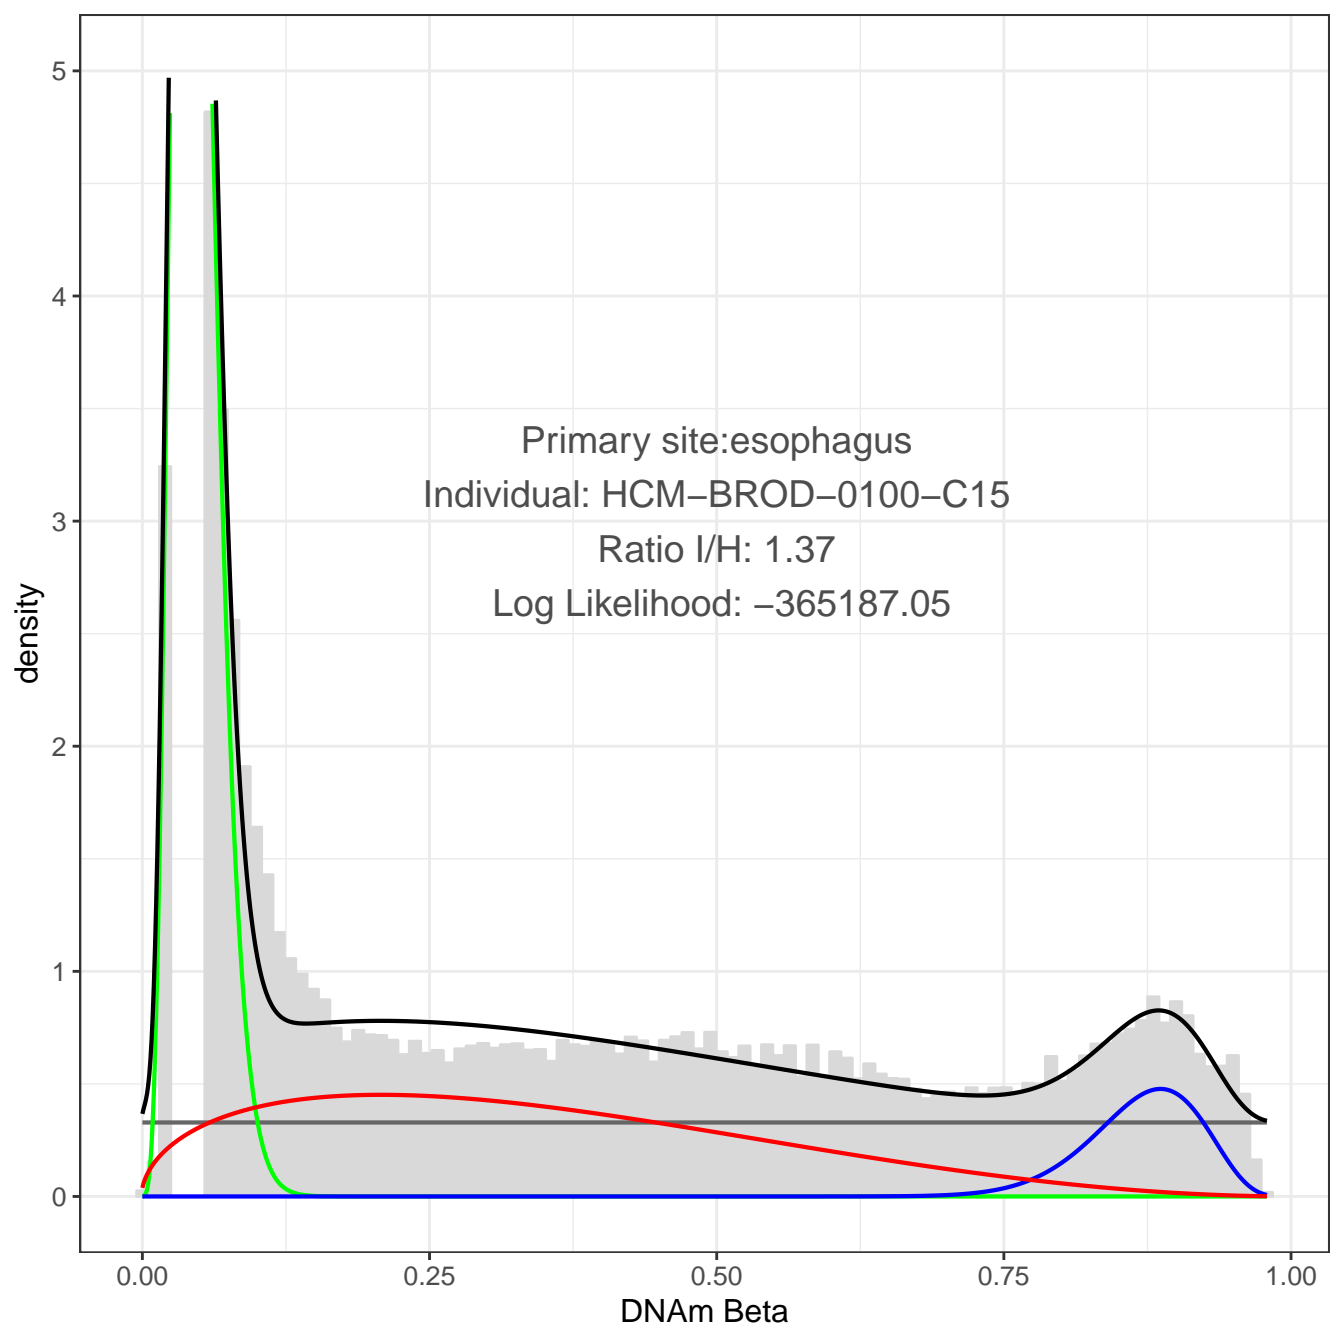 5
4
3
2
1
0
density
Primary site:esophagus
Individual: HCM−BROD−0100−C15
Ratio I/H: 1.37
Log Likelihood: −365187.05
0.00 0.25 0.50 0.75 1.00
DNAm Beta